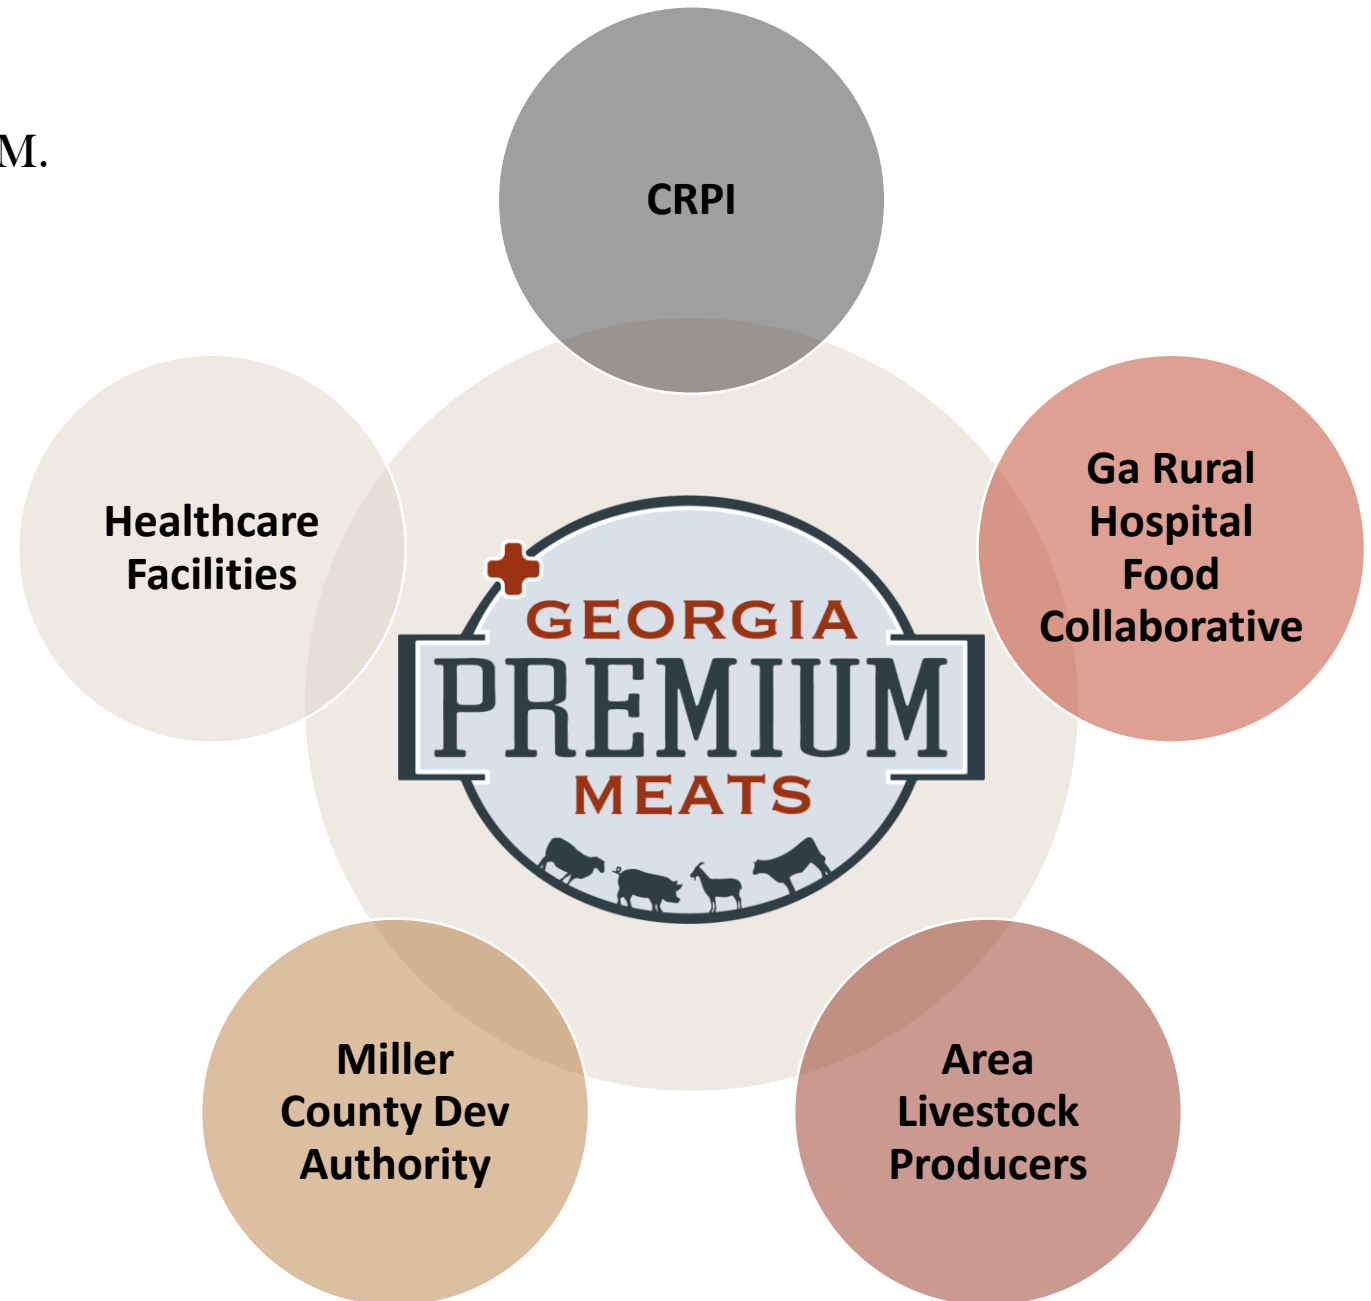 M.
CRPI
Healthcare
Facilities
Ga Rural
Hospital
Food
Collaborative
GEORGIA
PREMIUM
MEATS
Miller
County Dev
Authority
Area
Livestock
Producers